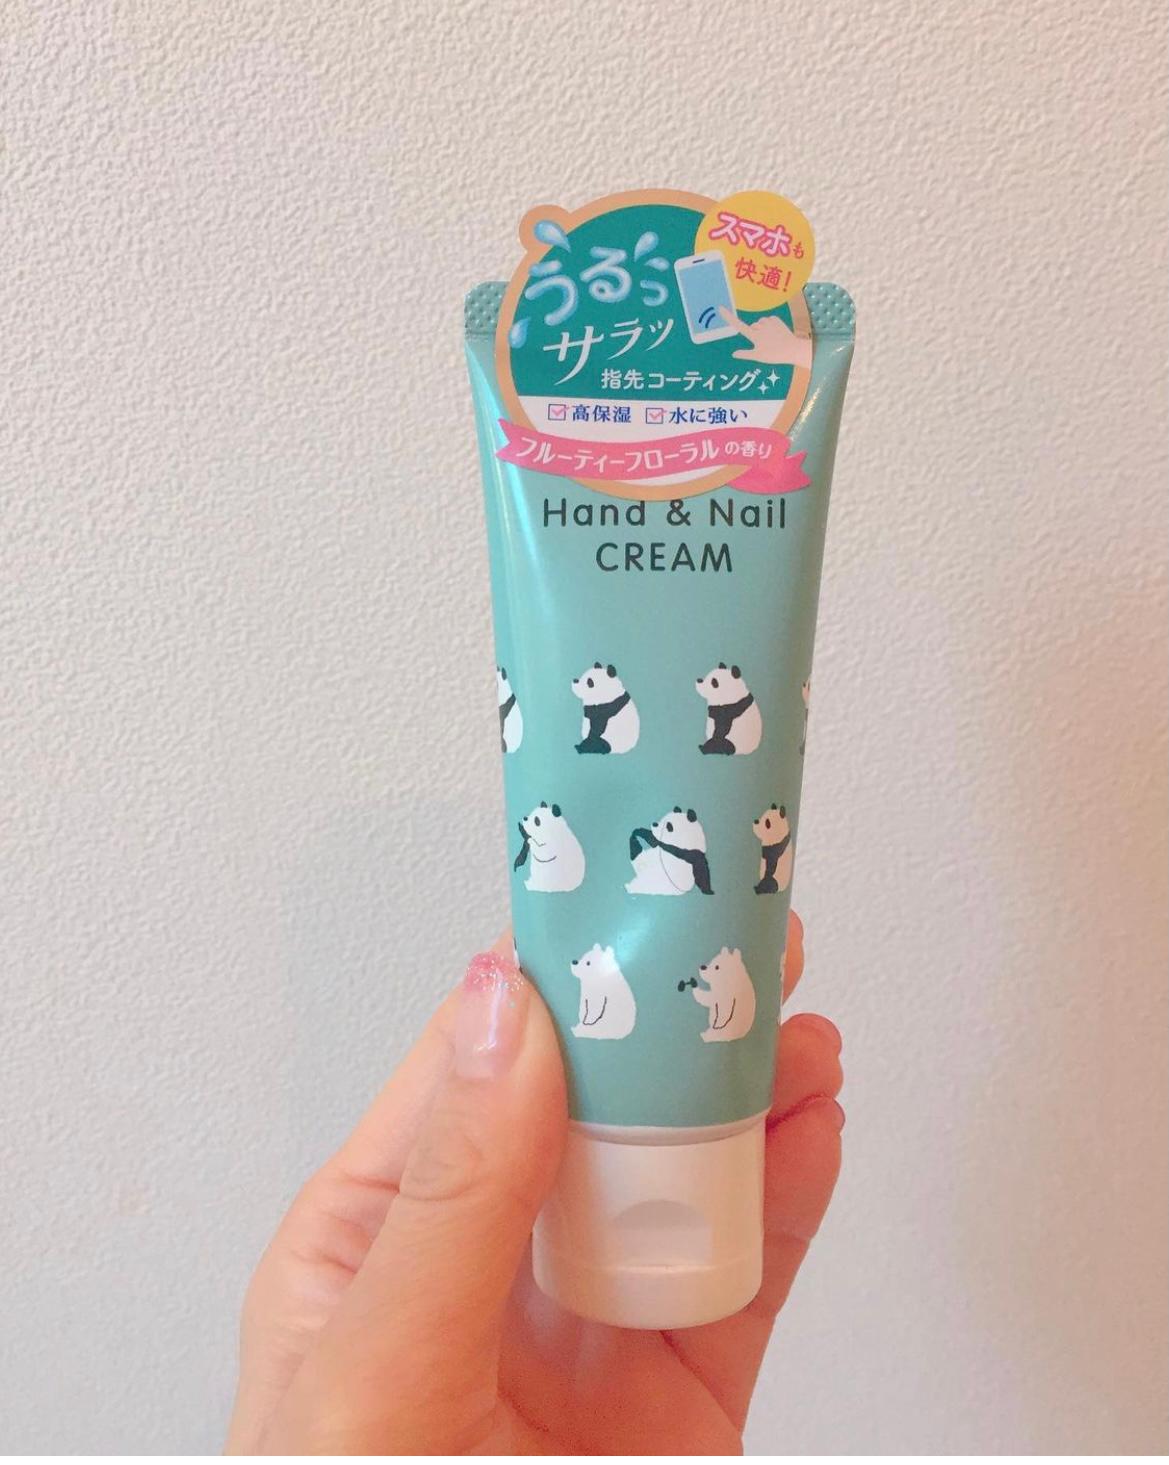 スマホも
快適!
うるっ
サラッ
指先コーティング
高保湿 水に強い
フルーティーフローラルの香り
Hand & Nail
CREAM